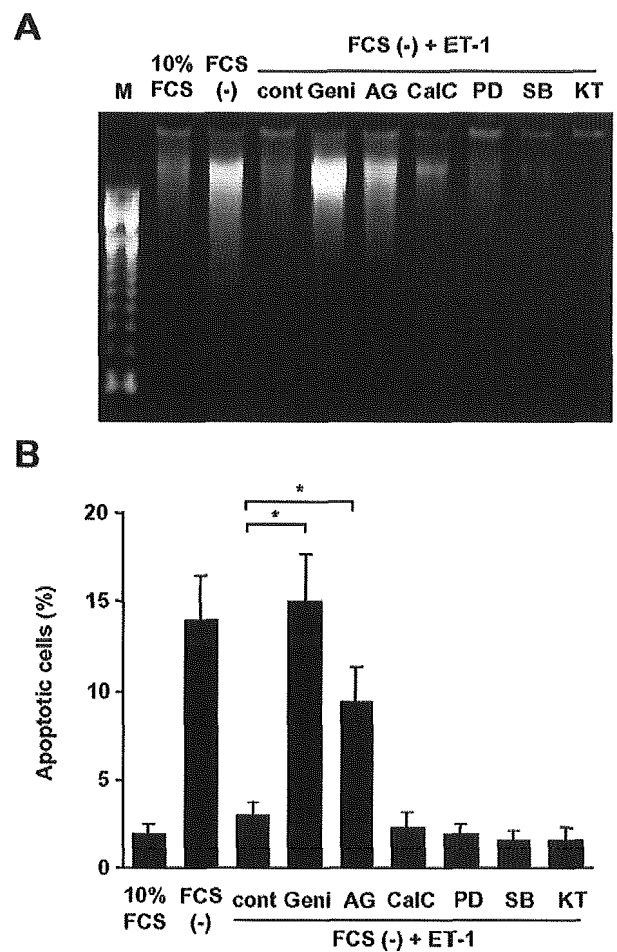 A
FCS (-) + ET-1
10% FCS
FCS (-)
M
cont Geni AG CalC PD SB KT
B
* 
*
20
15
10
5
0
Apoptotic cells (%)
10% FCS
FCS (-)
cont Geni AG CalC PD SB KT
FCS (-) + ET-1